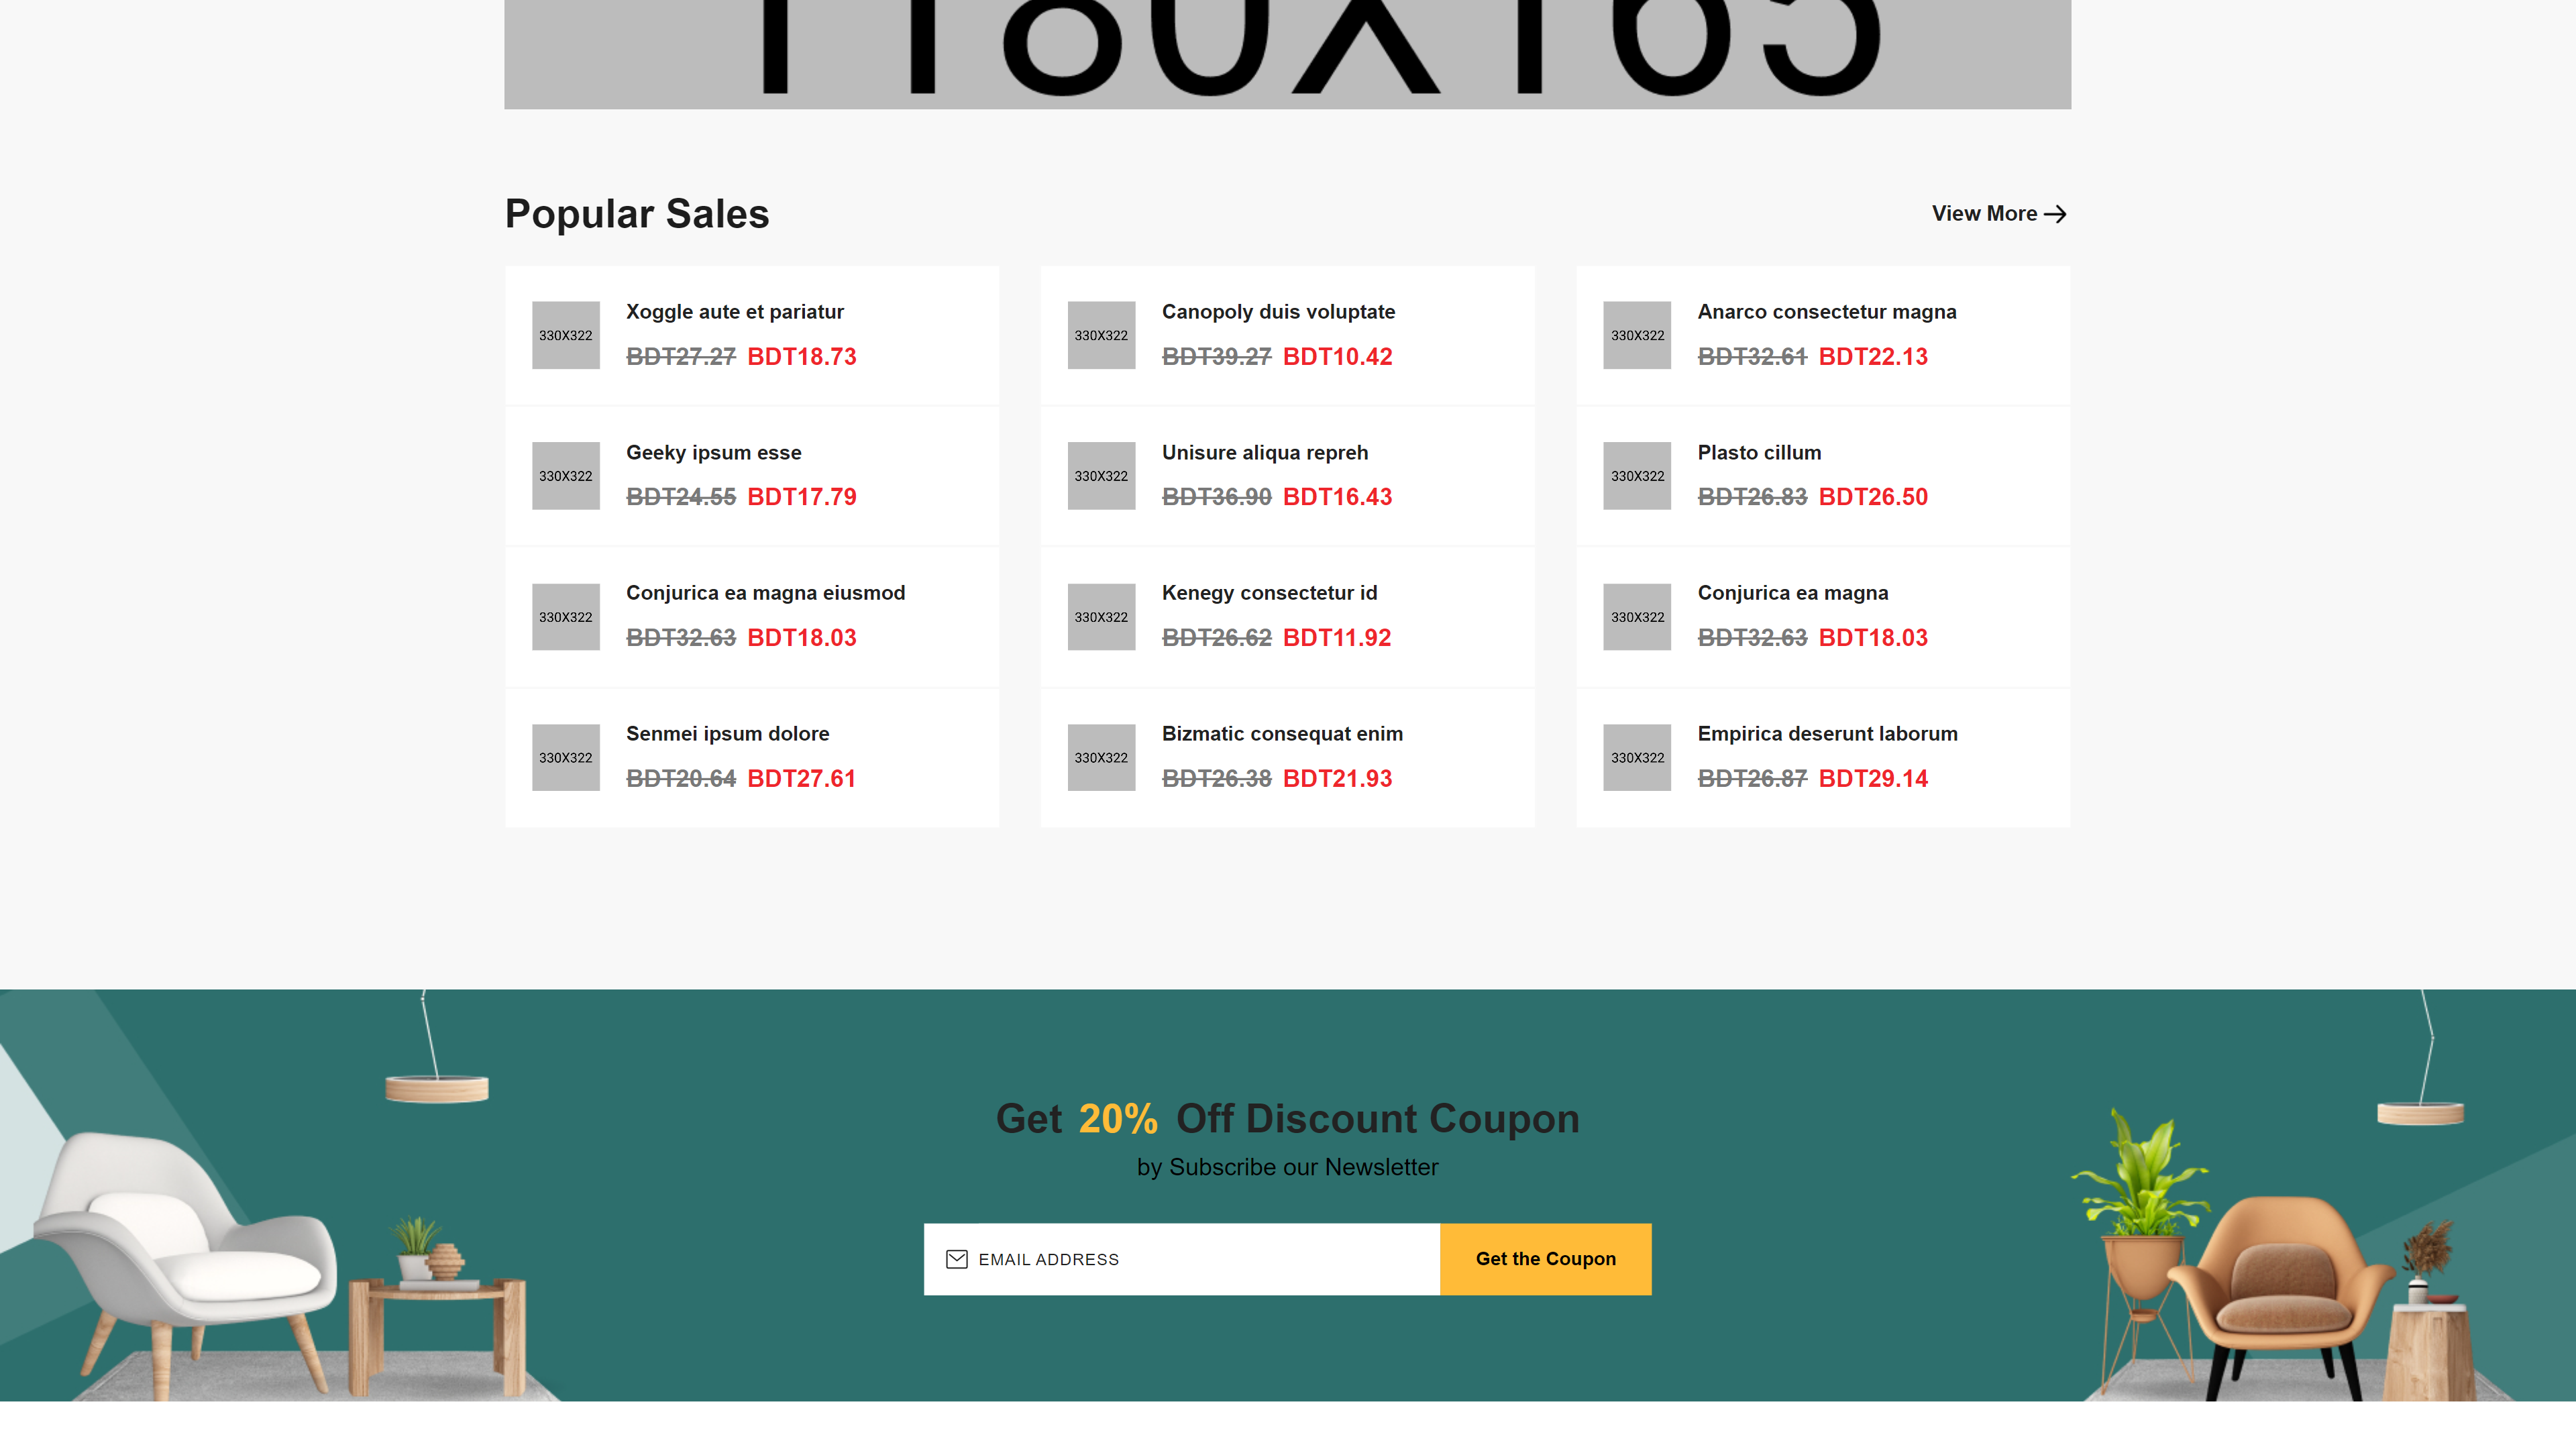 1180X165
Popular Sales
View More
330X322
Xoggle aute et pariatur
BDT27.27 BDT18.73
330X322
Canopoly duis voluptate
BDT39.27 BDT10.42
330X322
Anarco consectetur magna
BDT32.61 BDT22.13
330X322
Geeky ipsum esse
BDT24.55 BDT17.79
330X322
Unisure aliqua repreh
BDT36.90 BDT16.43
330X322
Plasto cillum
BDT26.83 BDT26.50
330X322
Conjurica ea magna eiusmod
BDT32.63 BDT18.03
330X322
Kenegy consectetur id
BDT26.62 BDT11.92
330X322
Conjurica ea magna
BDT32.63 BDT18.03
330X322
Senmei ipsum dolore
BDT20.64 BDT27.61
330X322
Bizmatic consequat enim
BDT26.38 BDT21.93
330X322
Empirica deserunt laborum
BDT26.87 BDT29.14
Get 20% Off Discount Coupon
by Subscribe our Newsletter
EMAIL ADDRESS
Get the Coupon